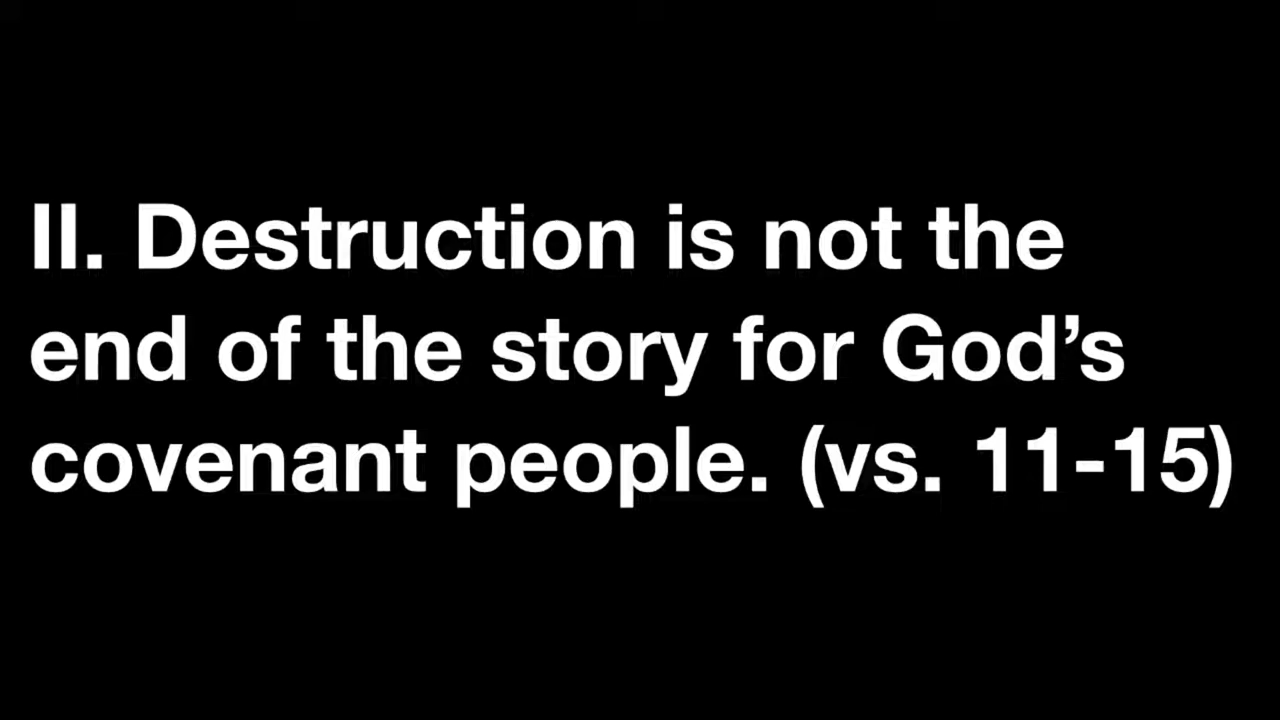 II. Destruction is not the
end of the story for God’s
covenant people. (vs. 11-15)